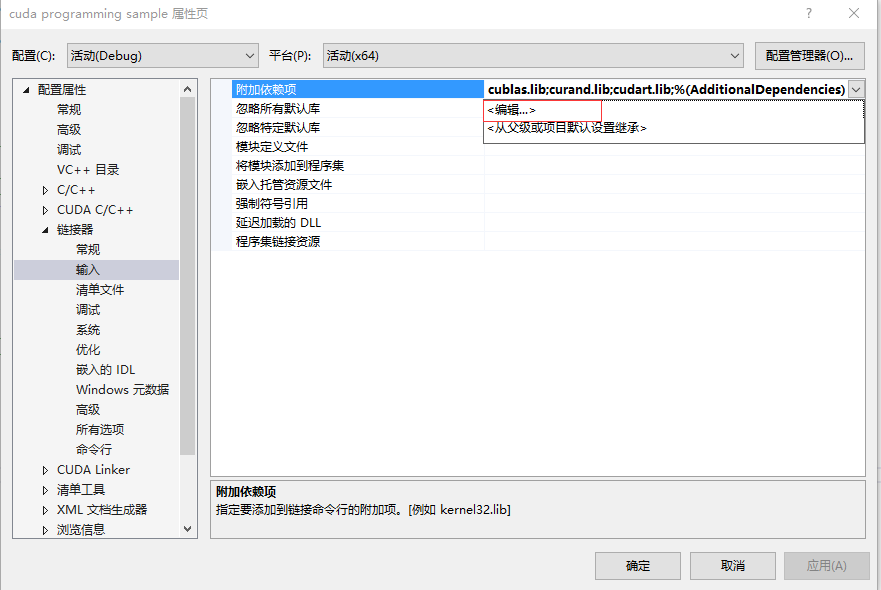 cuda programming sample 属性页
配置(C): 活动(Debug) 平台(P): 活动(x64) 配置管理器(O)...
配置属性
常规
高级
调试
VC++ 目录
C/C++
CUDA C/C++
链接器
常规
输入
清单文件
调试
系统
优化
嵌入的 IDL
Windows 元数据
高级
所有选项
命令行
CUDA Linker
清单工具
XML 文档生成器
浏览信息
附加依赖项 cublas.lib;curand.lib;cudart.lib;%(AdditionalDependencies)
忽略所有默认库 <编辑...>
忽略特定默认库 <从父级或项目默认设置继承>
模块定义文件
将模块添加到程序集
嵌入托管资源文件
强制符号引用
延迟加载的 DLL
程序集链接资源
附加依赖项
指定要添加到链接命令行的附加项。[例如 kernel32.lib]
确定 取消 应用(A)